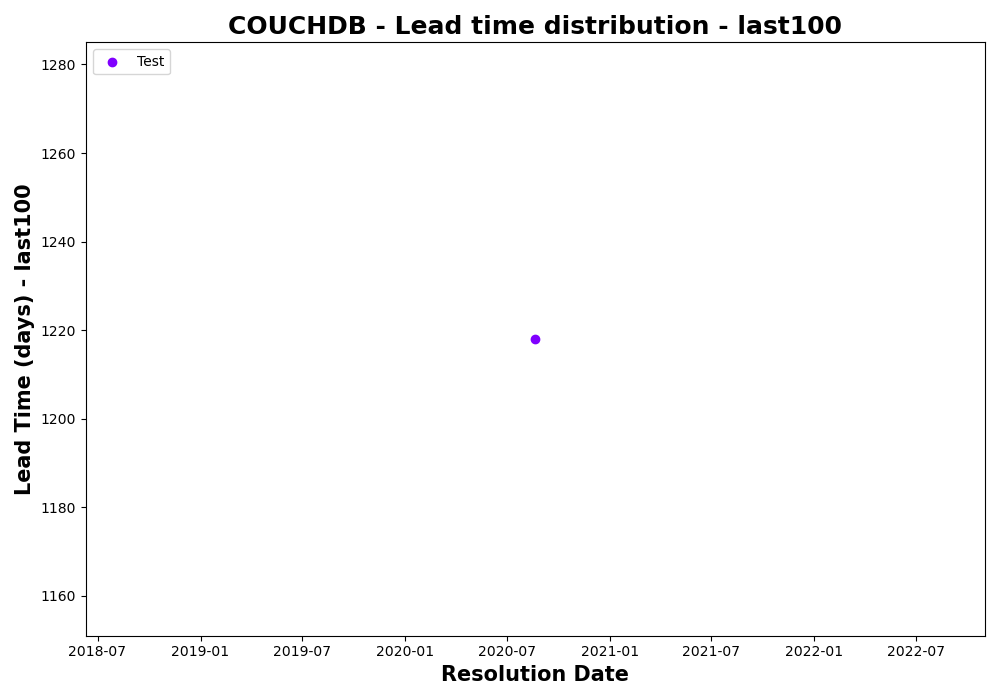 COUCHDB - Lead time distribution - last100
Test
Lead Time (days) - last100
1280
1260
1240
1220
1200
1180
1160
2018-07 2019-01 2019-07 2020-01 2020-07 2021-01 2021-07 2022-01 2022-07
Resolution Date